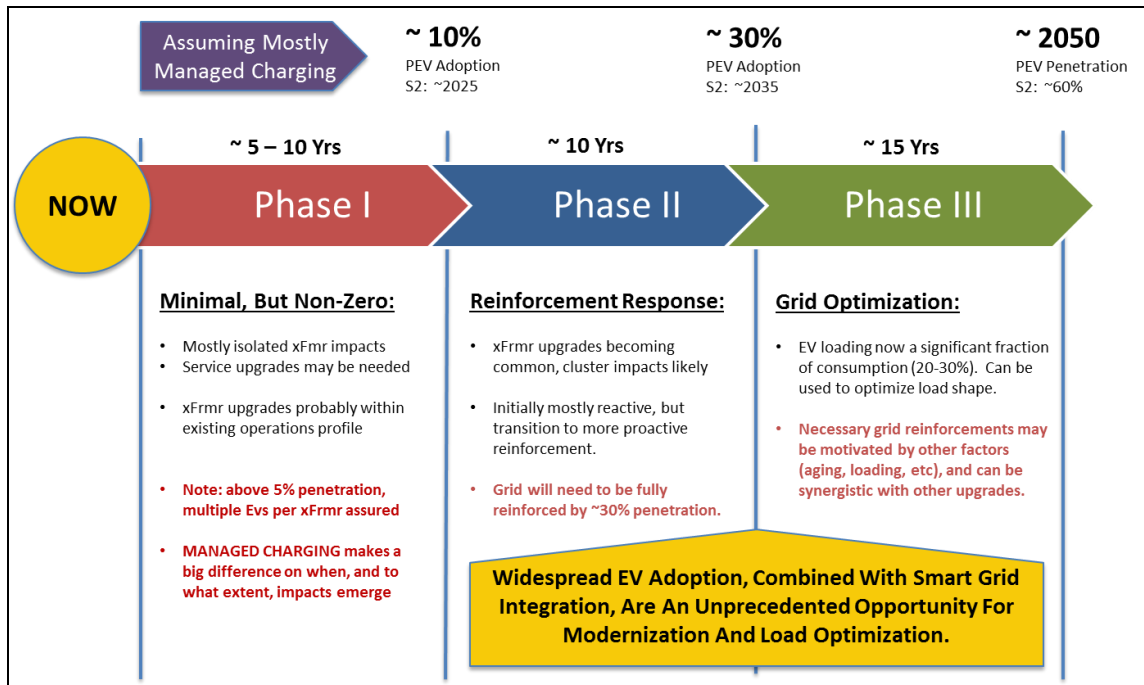 Assuming Mostly
Managed Charging
~ 10%
PEV Adoption
S2: ~2025
~ 30%
PEV Adoption
S2: ~2035
~ 2050
PEV Penetration
S2: ~60%
~ 5 – 10 Yrs
~ 10 Yrs
~ 15 Yrs
NOW
Phase I
Phase II
Phase III
Minimal, But Non-Zero:
• Mostly isolated xFmr impacts
• Service upgrades may be needed
• xFrmr upgrades probably within
existing operations profile
• Note: above 5% penetration,
multiple Evs per xFrmr assured
• MANAGED CHARGING makes a
big difference on when, and to
what extent, impacts emerge
Reinforcement Response:
• xFrmr upgrades becoming
common, cluster impacts likely
• Initially mostly reactive, but
transition to more proactive
reinforcement.
• Grid will need to be fully
reinforced by ~30% penetration.
Grid Optimization:
• EV loading now a significant fraction
of consumption (20-30%). Can be
used to optimize load shape.
• Necessary grid reinforcements may
be motivated by other factors
(aging, loading, etc), and can be
synergistic with other upgrades.
Widespread EV Adoption, Combined With Smart Grid
Integration, Are An Unprecedented Opportunity For
Modernization And Load Optimization.